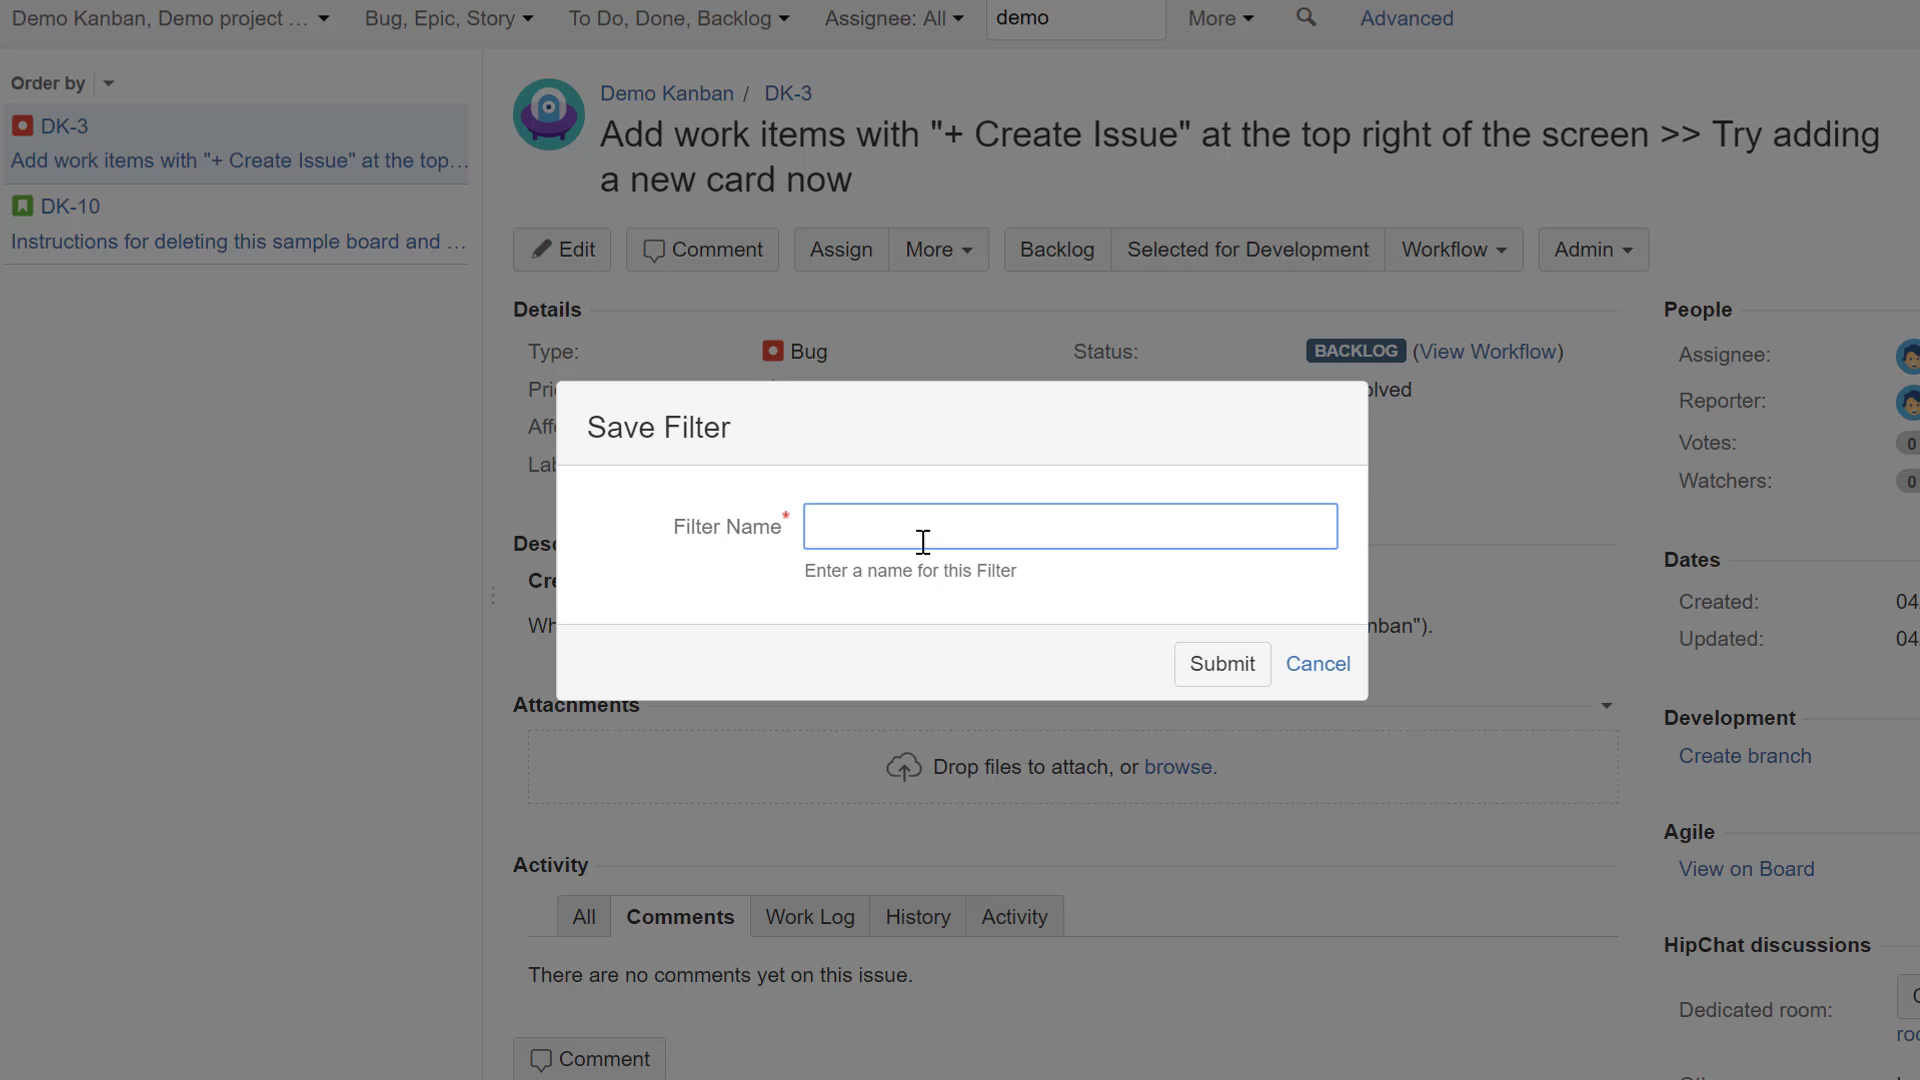 Demo Kanban, Demo project ... Bug, Epic, Story To Do, Done, Backlog Assignee: All demo More Advanced
Order by
DK-3
Add work items with "+ Create Issue" at the top...
DK-10
Instructions for deleting this sample board and ...
Demo Kanban / DK-3
Add work items with "+ Create Issue" at the top right of the screen >> Try adding
a new card now
Edit Comment Assign More Backlog Selected for Development Workflow Admin
Details
Type: Bug Status: BACKLOG (View Workflow)
Save Filter
Filter Name*
Enter a name for this Filter
Submit Cancel
nban").
Attachments
Drop files to attach, or browse.
Activity
All Comments Work Log History Activity
There are no comments yet on this issue.
Comment
People
Assignee:
Reporter:
Votes: 0
Watchers: 0
Dates
Created: 04
Updated: 04
Development
Create branch
Agile
View on Board
HipChat discussions
Dedicated room: